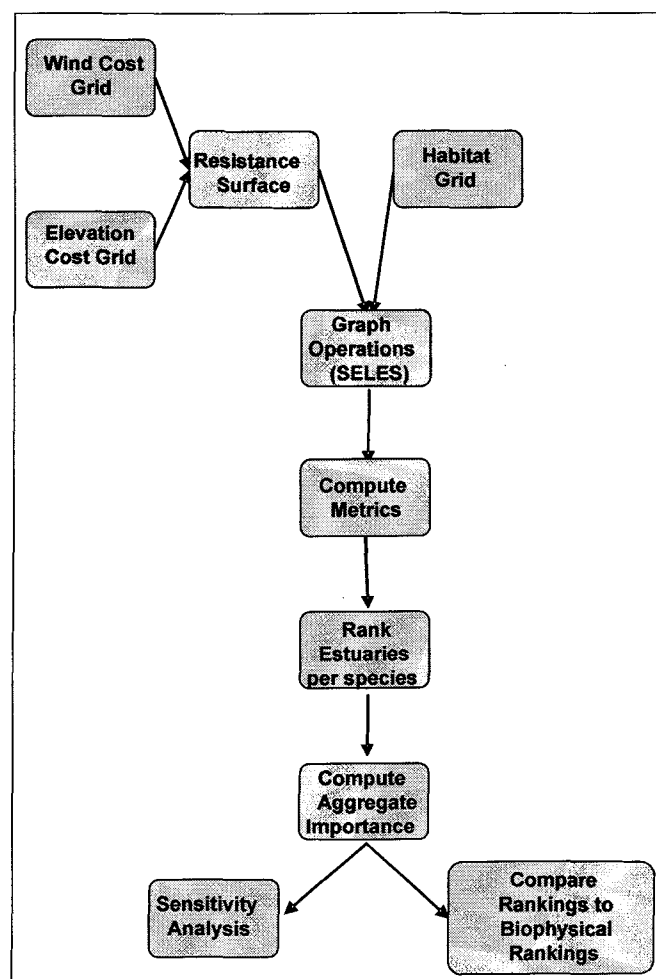 Wind Cost
Grid
Resistance
Surface
Habitat
Grid
Elevation
Cost Grid
Graph
Operations
(SELES)
Compute
Metrics
Rank
Estuaries
per species
Compute
Aggregate
Importance
Sensitivity
Analysis
Compare
Rankings to
Biophysical
Rankings